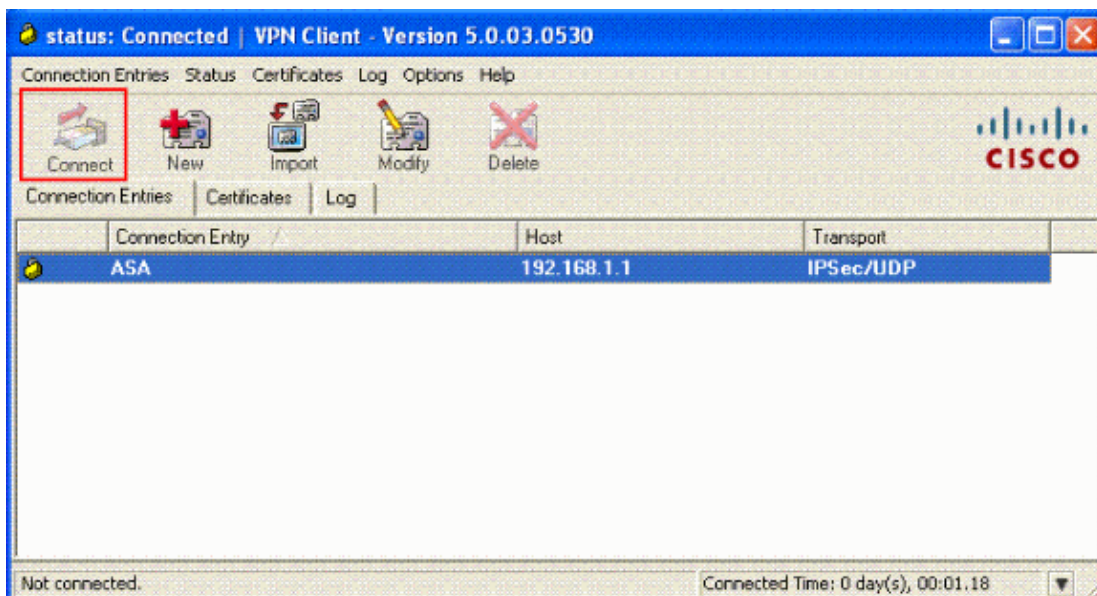 status: Connected | VPN Client - Version 5.0.03.0530
Connection Entries Status Certificates Log Options Help
Connect New Import Modify Delete
CISCO
Connection Entries Certificates Log
Connection Entry Host Transport
ASA 192.168.1.1 IPSec/UDP
Not connected. Connected Time: 0 day(s), 00:01.18